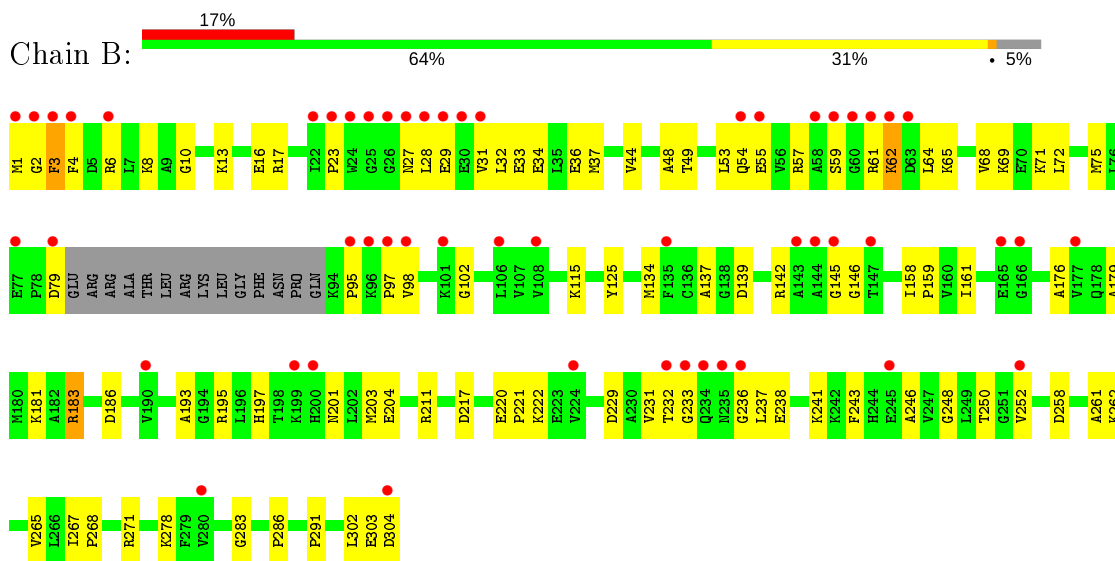 17%
Chain B:
64% 31% • 5%
M1 G2 F3 F4 D5 R6 L7 K8 A9 G10 K13 E16 R17 I22 P23 W24 G25 G26 N27 L28 E29 E30 V31 L32 E33 E34 L35 E36 M37 V44 A48 T49 L53 Q54 E55 V56 R57 A58 S59 G60 R61 K62 D63 L64 K65 V68 K69 E70 K71 L72 M75 L76
E77 P78 D79 GLU ARG ARG ALA THR LEU ARG LYS LEU GLY PHE ASN PRO GLN K94 P95 K96 P97 V98 K101 G102 L106 V107 V108 K115 Y125 M134 F135 C136 A137 G138 D139 R142 A143 A144 G145 G146 T147 I158 P159 V160 I161 E165 G166 A176 V177 Q178 A179
M180 K181 A182 R183 D186 V190 A193 G194 R195 L196 H197 T198 K199 H200 N201 L202 M203 E204 R211 D217 E220 P221 K222 E223 V224 D229 A230 V231 T232 G233 Q234 N235 G236 L237 E238 K241 K242 F243 H244 E245 A246 V247 G248 L249 T250 G251 V252 D258 A261 K262
V265 L266 I267 P268 R271 K278 F279 V280 G283 P286 P291 L302 E303 D304